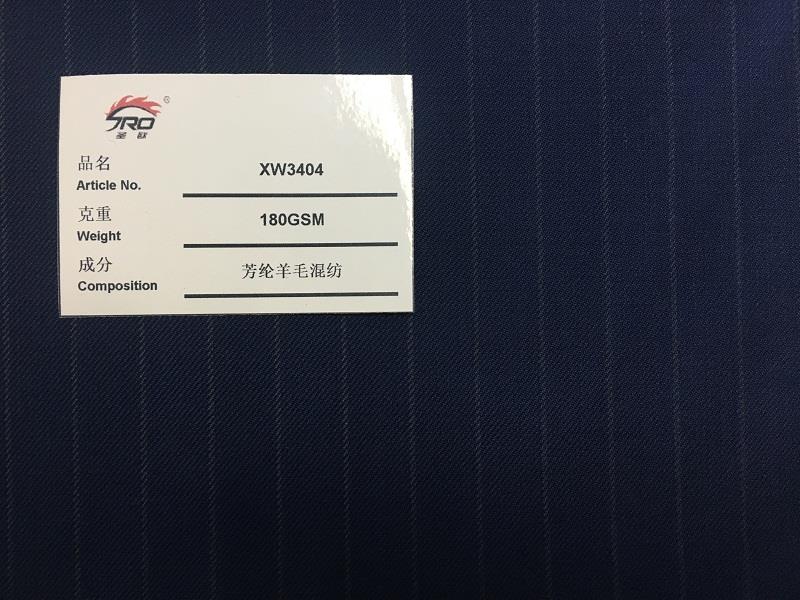 SRO
®
圣欧
品名
Article No.
XW3404
克重
Weight
180GSM
成分
Composition
芳纶羊毛混纺